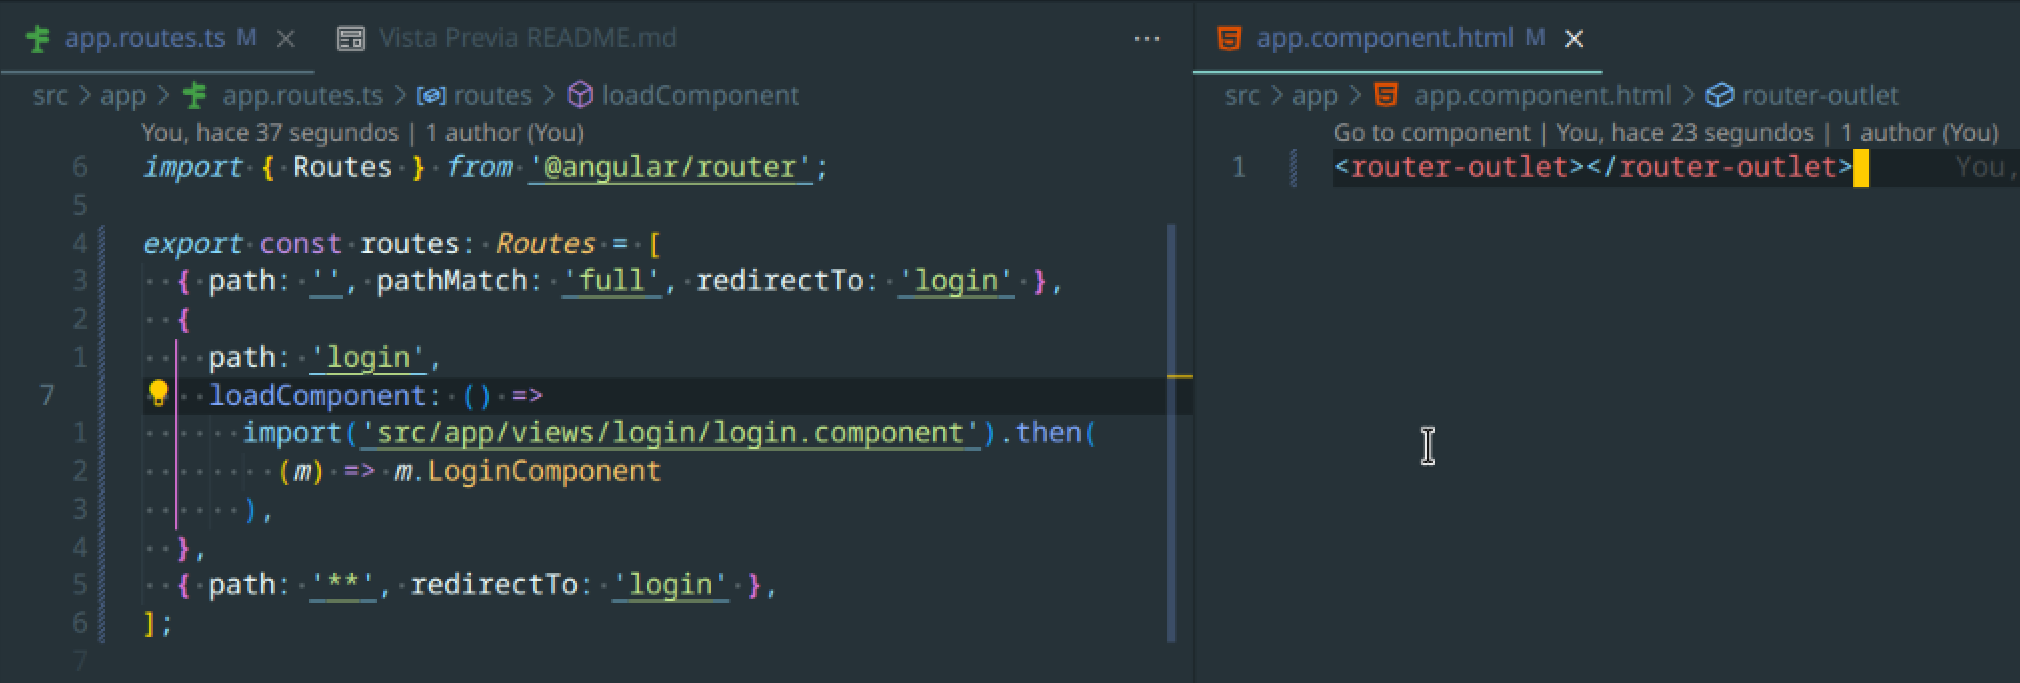 app.routes.ts M
Vista Previa README.md
src > app > app.routes.ts > routes > loadComponent
You, hace 37 segundos | 1 author (You)
6 import { Routes } from '@angular/router';
5
4 export const routes: Routes = [
3 { path: '', pathMatch: 'full', redirectTo: 'login' },
2 {
1 path: 'login',
7 loadComponent: () =>
1 import('src/app/views/login/login.component').then(
2 (m) => m.LoginComponent
3 ),
4 },
5 { path: '**', redirectTo: 'login' },
6 ];
7
app.component.html M
src > app > app.component.html > router-outlet
Go to component | You, hace 23 segundos | 1 author (You)
1 <router-outlet></router-outlet> You,